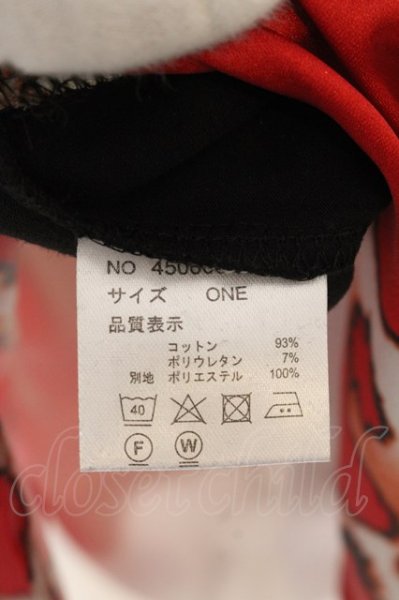 NO
サイズ ONE
品質表示
コットン 93%
ポリウレタン 7%
別地 ポリエステル 100%
40
F W
closet child